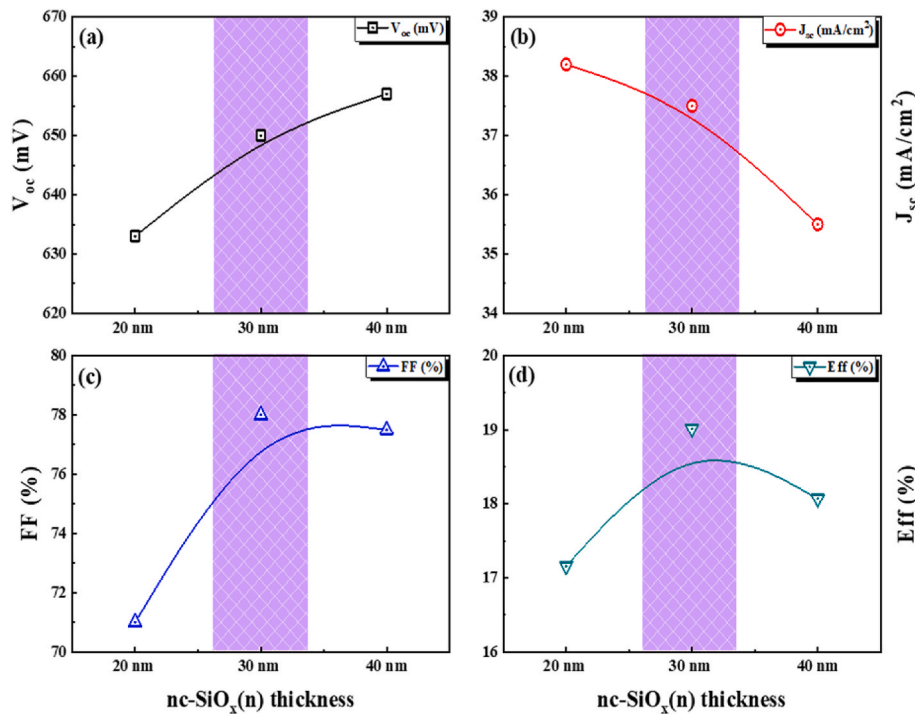 (a)
V_oc (mV)
670
660
650
640
630
620
V_oc (mV)
20 nm
30 nm
40 nm
(b)
J_sc (mA/cm²)
39
38
37
36
35
34
J_sc (mA/cm²)
20 nm
30 nm
40 nm
(c)
FF (%)
80
78
76
74
72
70
FF (%)
20 nm
30 nm
40 nm
nc-SiOₓ(n) thickness
(d)
Eff (%)
20
19
18
17
16
Eff (%)
20 nm
30 nm
40 nm
nc-SiOₓ(n) thickness